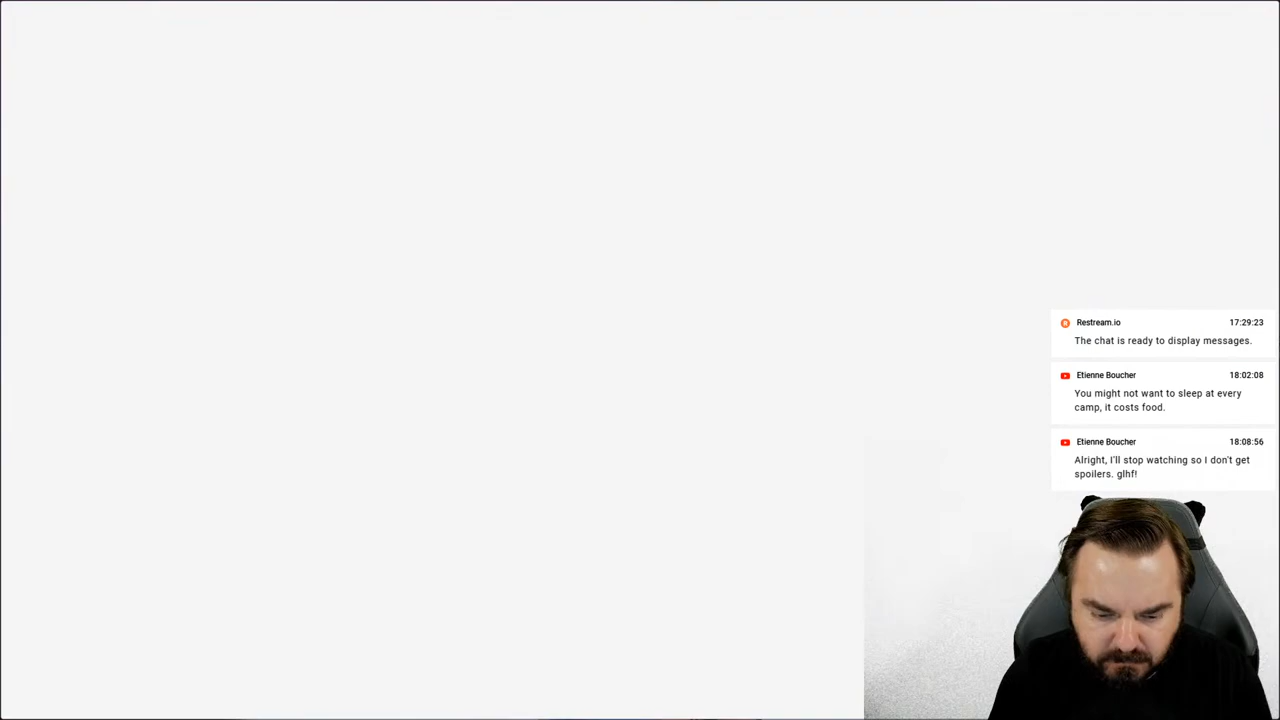 Restream.io 17:29:23
The chat is ready to display messages.
Etienne Boucher 18:02:08
You might not want to sleep at every
camp, it costs food.
Etienne Boucher 18:08:56
Alright, I'll stop watching so I don't get
spoilers. glhf!